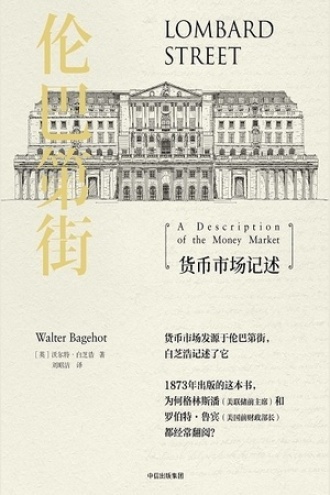 伦巴第街
LOMBARD
STREET
A Description
of the Money Market
货币市场记述
Walter Bagehot
［英］沃尔特·白芝浩 著
刘璐洁 译
货币市场发源于伦巴第街，
白芝浩记述了它
1873年出版的这本书，
为何格林斯潘（美联储前主席）和
罗伯特·鲁宾（美国前财政部长）
都经常翻阅？
中信出版集团